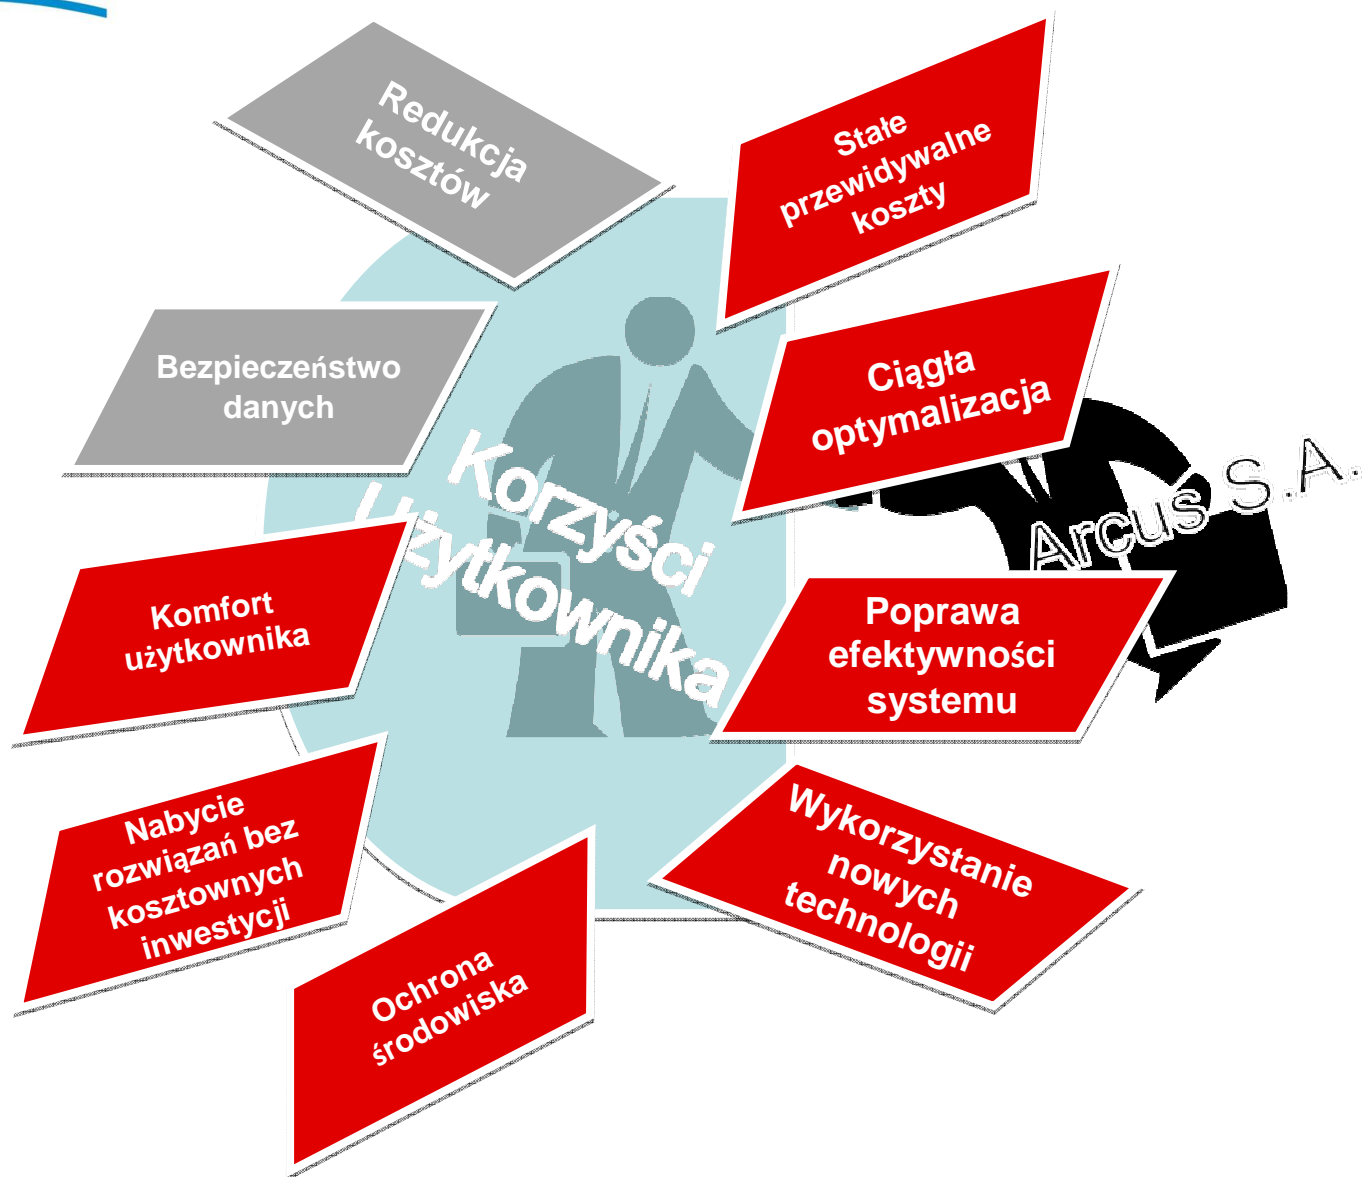 Redukcja
kosztów
Stałe
przewidywalne
koszty
Bezpieczeństwo
danych
Ciągła
optymalizacja
Korzyści
Użytkownika
Arcus S.A.
Komfort
użytkownika
Poprawa
efektywności
systemu
Nabycie
rozwiązań bez
kosztownych
inwestycji
Wykorzystanie
nowych
technologii
Ochrona
środowiska